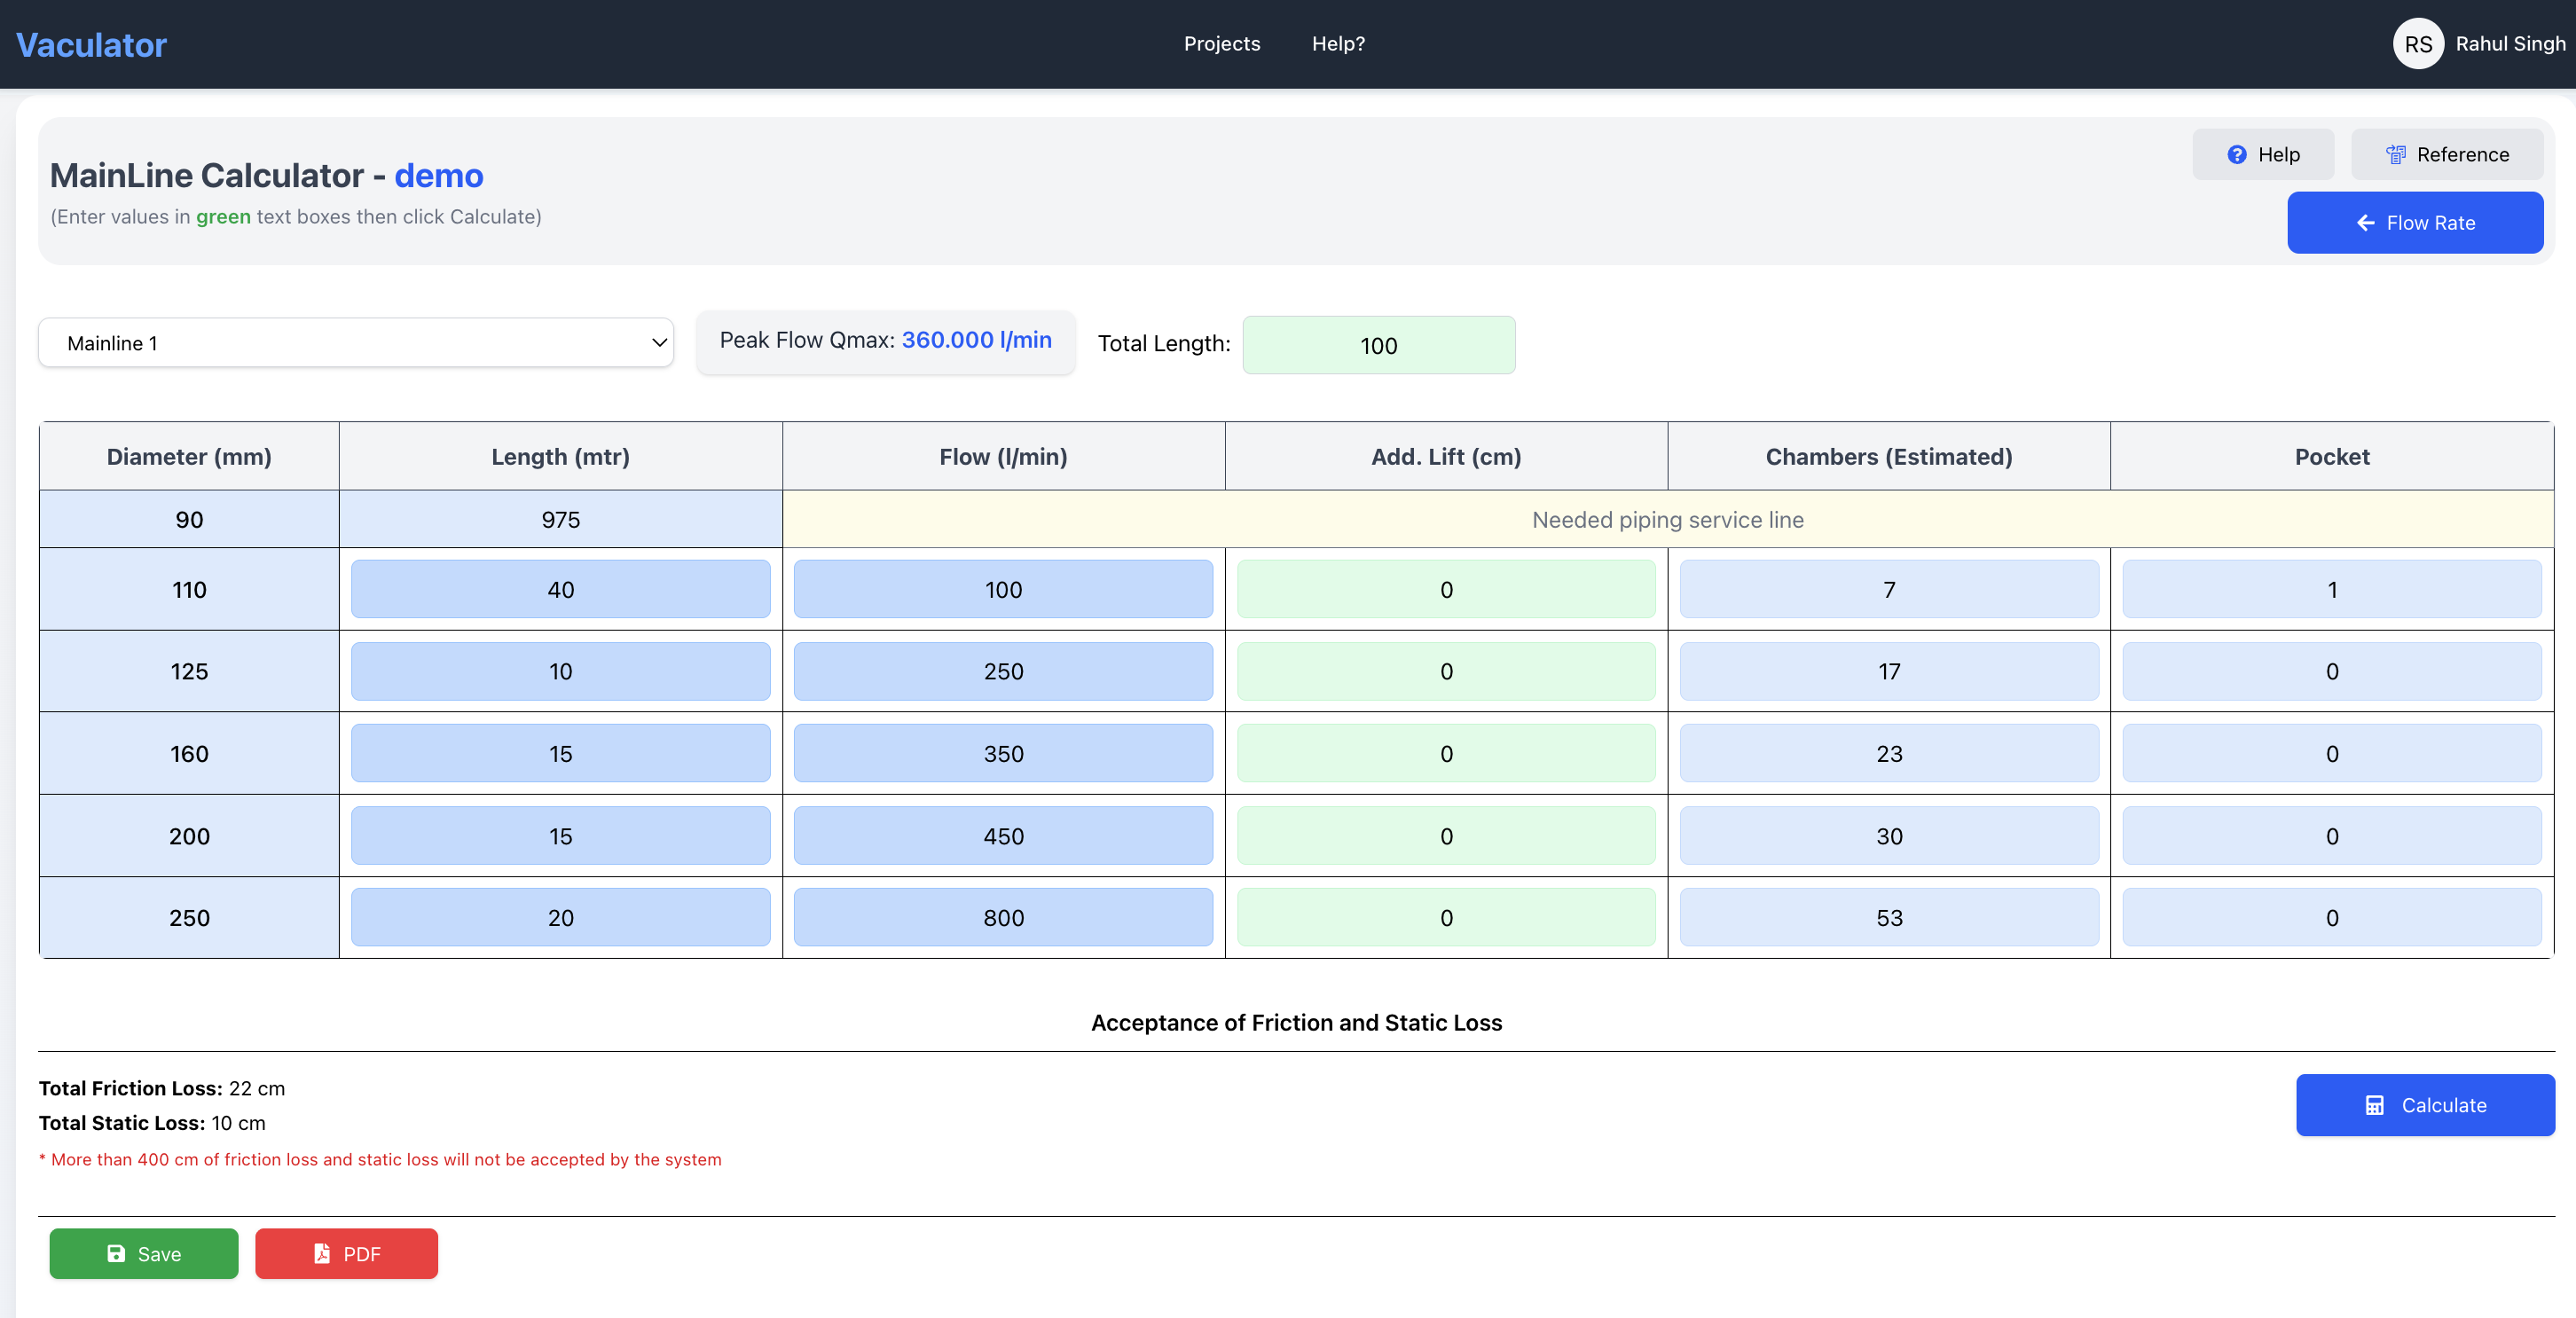 Vaculator
Projects Help?
RS Rahul Singh
MainLine Calculator - demo
(Enter values in green text boxes then click Calculate)
Help Reference
Flow Rate
Mainline 1 Peak Flow Qmax: 360.000 l/min Total Length: 100
Diameter (mm) Length (mtr) Flow (l/min) Add. Lift (cm) Chambers (Estimated) Pocket
90 975 Needed piping service line
110 40 100 0 7 1
125 10 250 0 17 0
160 15 350 0 23 0
200 15 450 0 30 0
250 20 800 0 53 0
Acceptance of Friction and Static Loss
Total Friction Loss: 22 cm
Total Static Loss: 10 cm
* More than 400 cm of friction loss and static loss will not be accepted by the system
Calculate
Save PDF